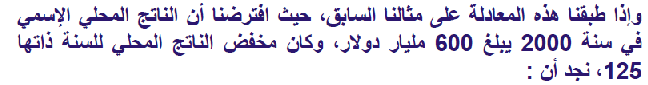 وإذا طبقنا هذه المعادلة على مثالنا السابق، حيث افترضنا أن الناتج المحلي الإسمي
في سنة 2000 يبلغ 600 مليار دولار، وكان مخفض الناتج المحلي للسنة ذاتها
125، نجد أن :